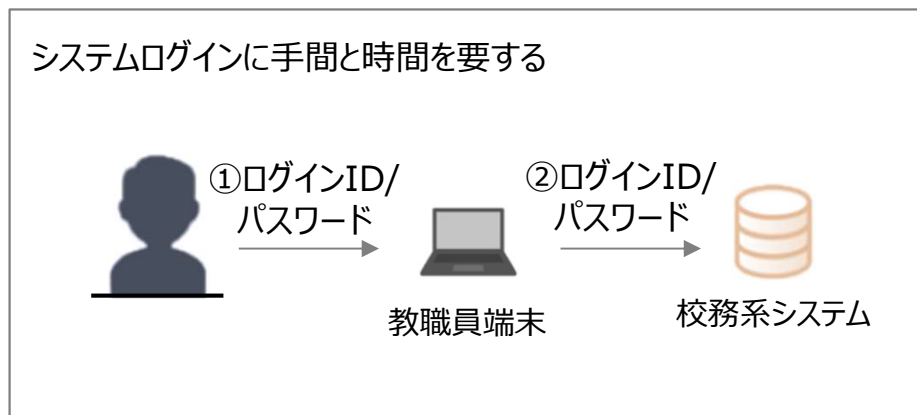 システムログインに手間と時間を要する
①ログインID/
パスワード
②ログインID/
パスワード
教職員端末
校務系システム